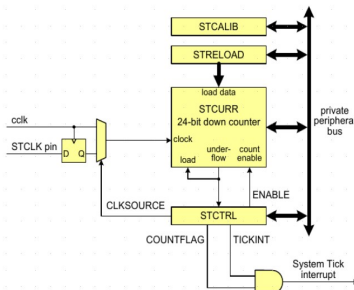 STCALIB
STRELOAD
load data
STCURR
24-bit down counter
private
peripheral
bus
cclk
STCLK pin
D Q
clock
load
under-
flow
count
enable
CLKSOURCE
ENABLE
STCTRL
COUNTFLAG
TICKINT
System Tick
interrupt